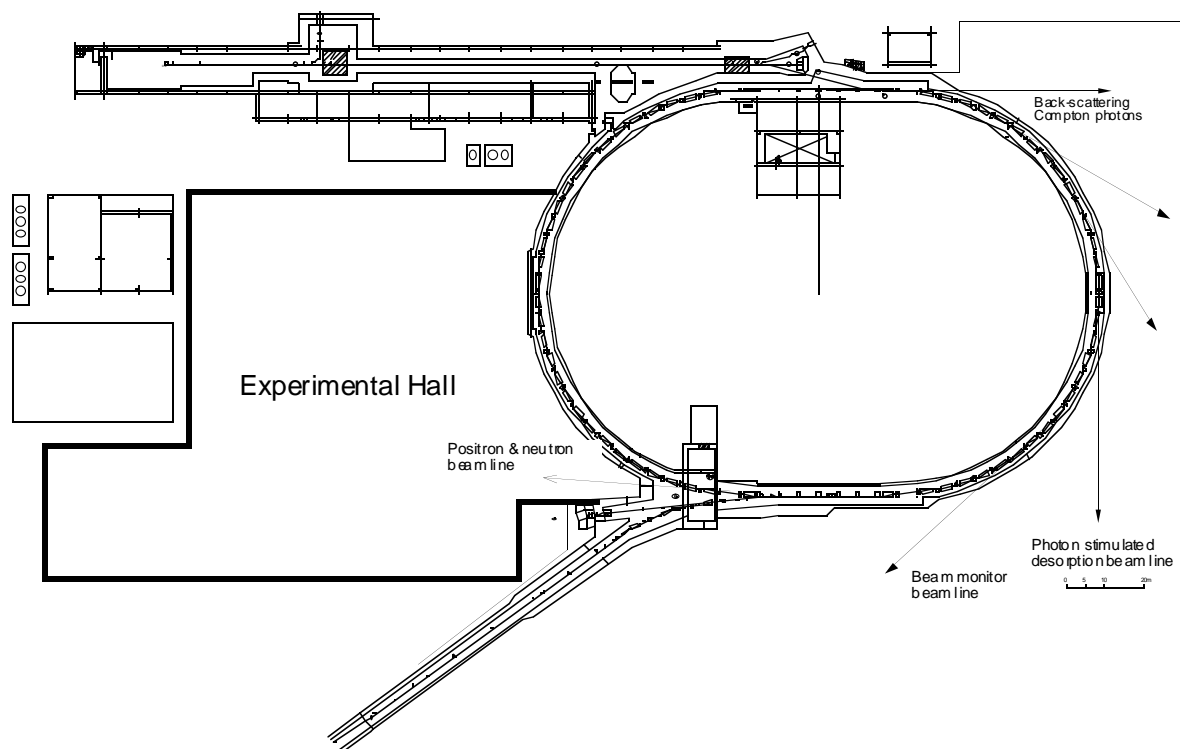 Back-scattering
Compton photons
Experimental Hall
Positron & neutron
beam line
Photon stimulated
desorption beam line
Beam monitor
beam line
0 5 10 20m